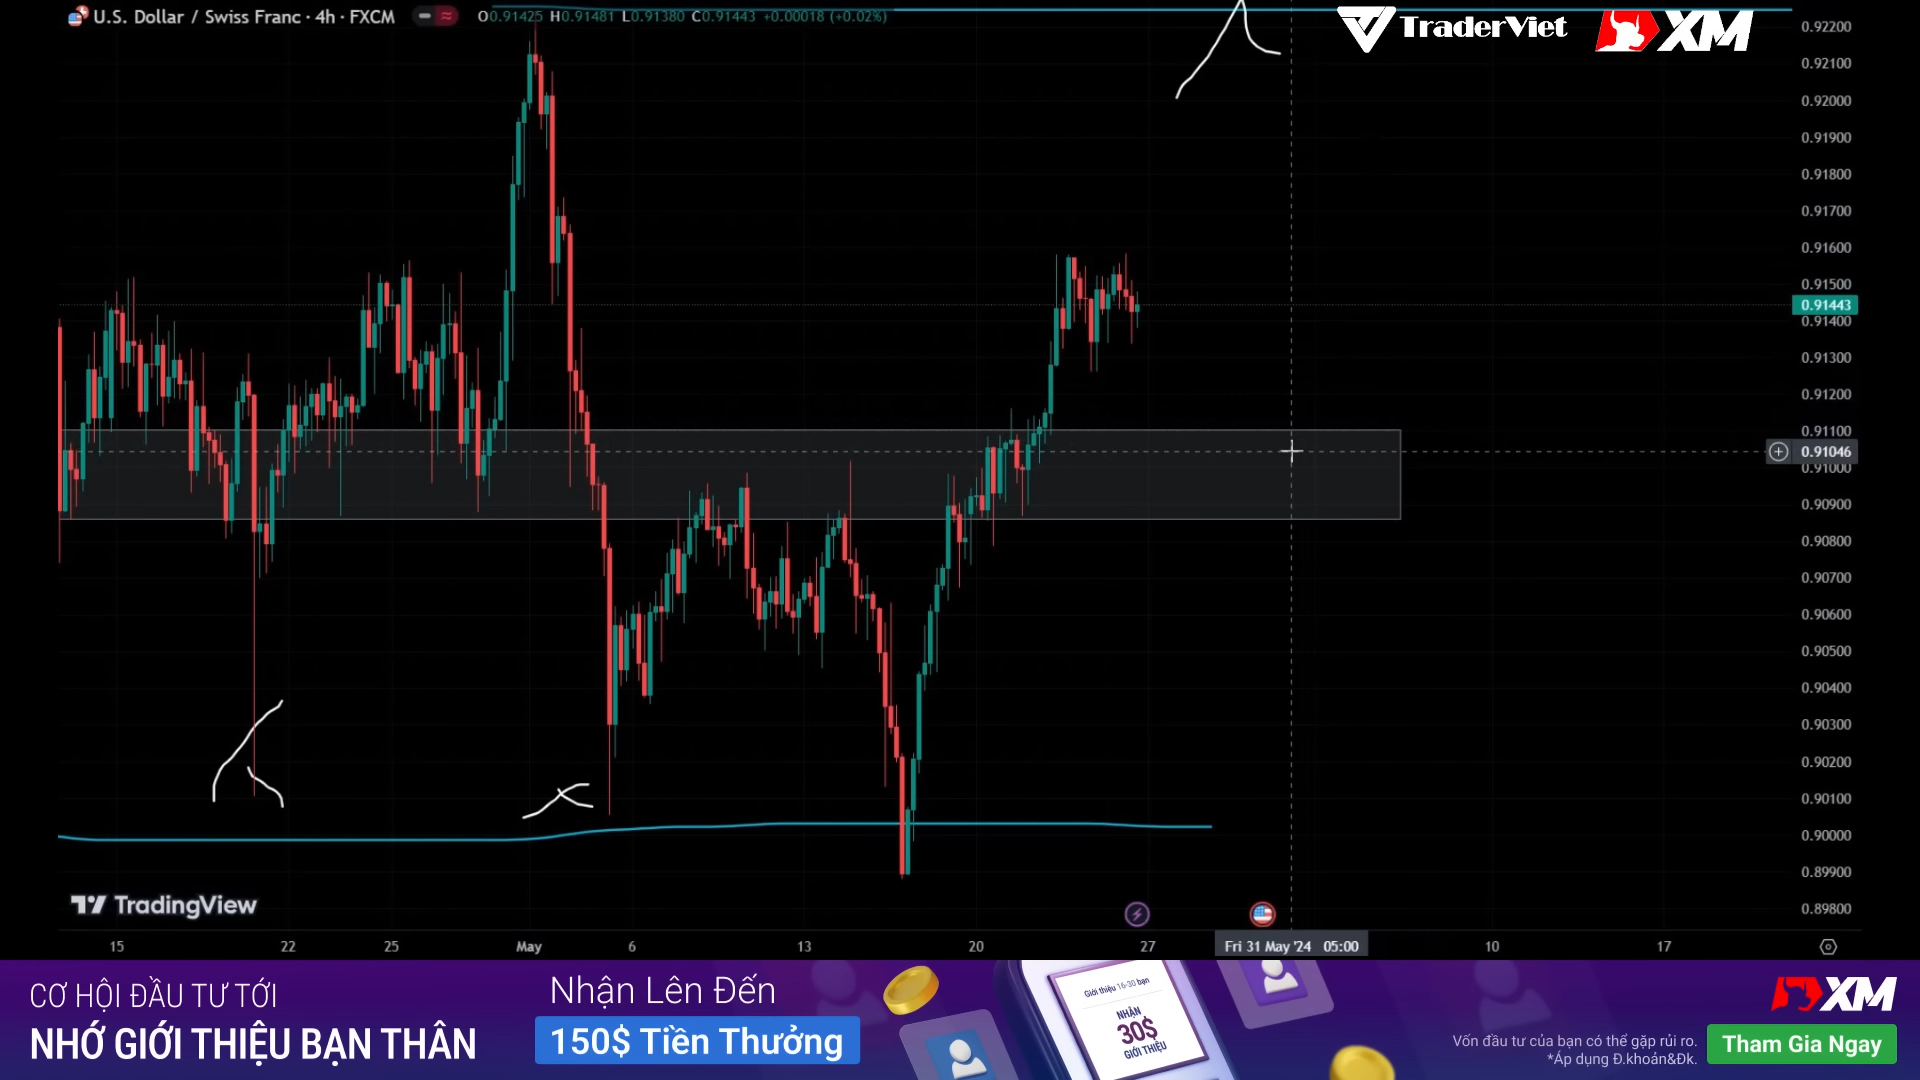 U.S. Dollar / Swiss Franc · 4h · FXCM
O0.91425 H0.91481 L0.91380 C0.91443 +0.00018 (+0.02%)
TraderViet
XM
0.92200
0.92100
0.92000
0.91900
0.91800
0.91700
0.91600
0.91500
0.91443
0.91400
0.91300
0.91200
0.91100
0.91046
0.91000
0.90900
0.90800
0.90700
0.90600
0.90500
0.90400
0.90300
0.90200
0.90100
0.90000
0.89900
0.89800
TradingView
15
22
25
May
6
13
20
27
Fri 31 May '24 05:00
10
17
CƠ HỘI ĐẦU TƯ TỚI
NHỚ GIỚI THIỆU BẠN THÂN
Nhận Lên Đến
150$ Tiền Thưởng
Giới thiệu 16-30 bạn
NHẬN
30$
GIỚI THIỆU
XM
Vốn đầu tư của bạn có thể gặp rủi ro.
*Áp dụng Đ.khoản&Đk.
Tham Gia Ngay